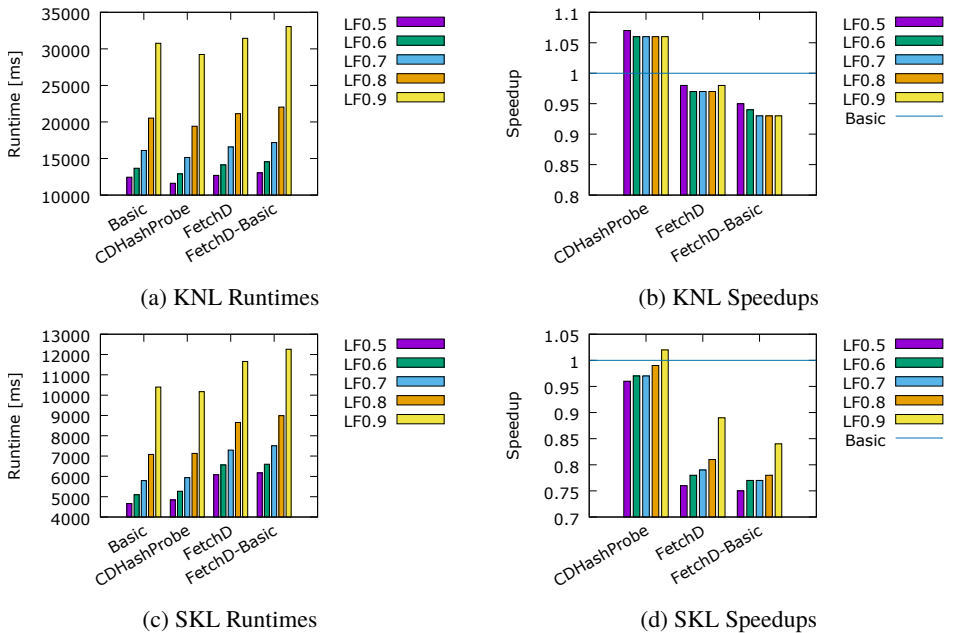 Runtime [ms]
35000
30000
25000
20000
15000
10000
Basic
CDHashProbe
FetchD
FetchD-Basic
LF0.5
LF0.6
LF0.7
LF0.8
LF0.9
(a) KNL Runtimes
Speedup
1.1
1.05
1
0.95
0.9
0.85
0.8
CDHashProbe
FetchD
FetchD-Basic
LF0.5
LF0.6
LF0.7
LF0.8
LF0.9
Basic
(b) KNL Speedups
Runtime [ms]
13000
12000
11000
10000
9000
8000
7000
6000
5000
4000
Basic
CDHashProbe
FetchD
FetchD-Basic
LF0.5
LF0.6
LF0.7
LF0.8
LF0.9
(c) SKL Runtimes
Speedup
1.05
1
0.95
0.9
0.85
0.8
0.75
0.7
CDHashProbe
FetchD
FetchD-Basic
LF0.5
LF0.6
LF0.7
LF0.8
LF0.9
Basic
(d) SKL Speedups